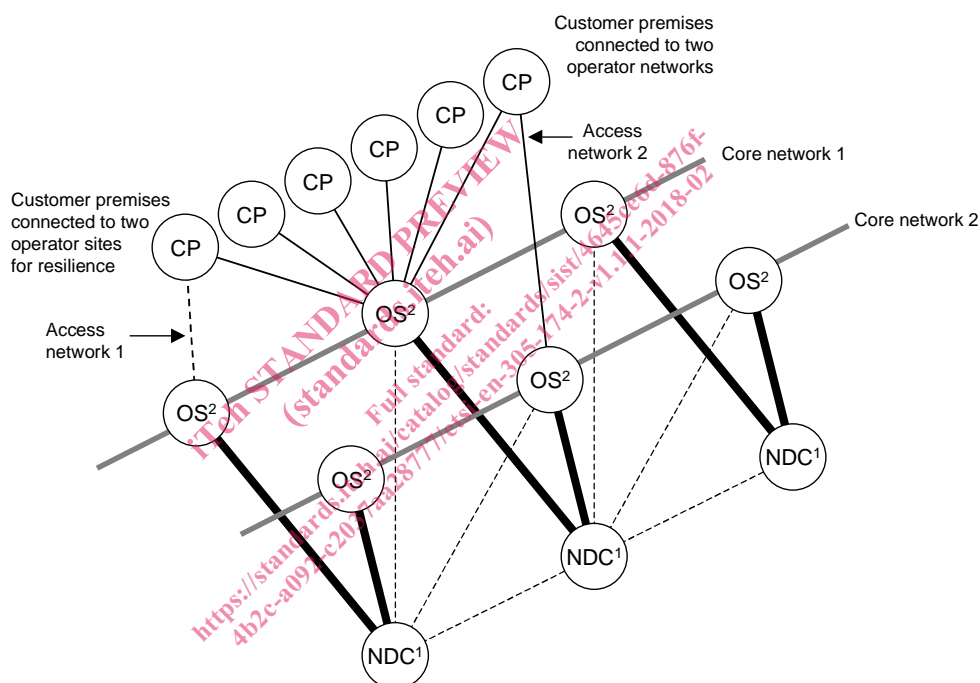 Customer premises
connected to two
operator networks
CP
CP
CP
CP
CP
CP
Access
network 2
Core network 1
Customer premises
connected to two
operator sites
for resilience
Core network 2
OS²
OS²
OS²
Access
network 1
OS²
OS²
OS²
NDC¹
NDC¹
NDC¹
iTeh STANDARD PREVIEW
(standards.iteh.ai)
Full standard:
https://standards.iteh.ai/catalog/standards/sist/4645ce6d-876f-
4b2c-a092-c2037aa28777/etsi-en-305-174-2-v1.1.1-2018-02